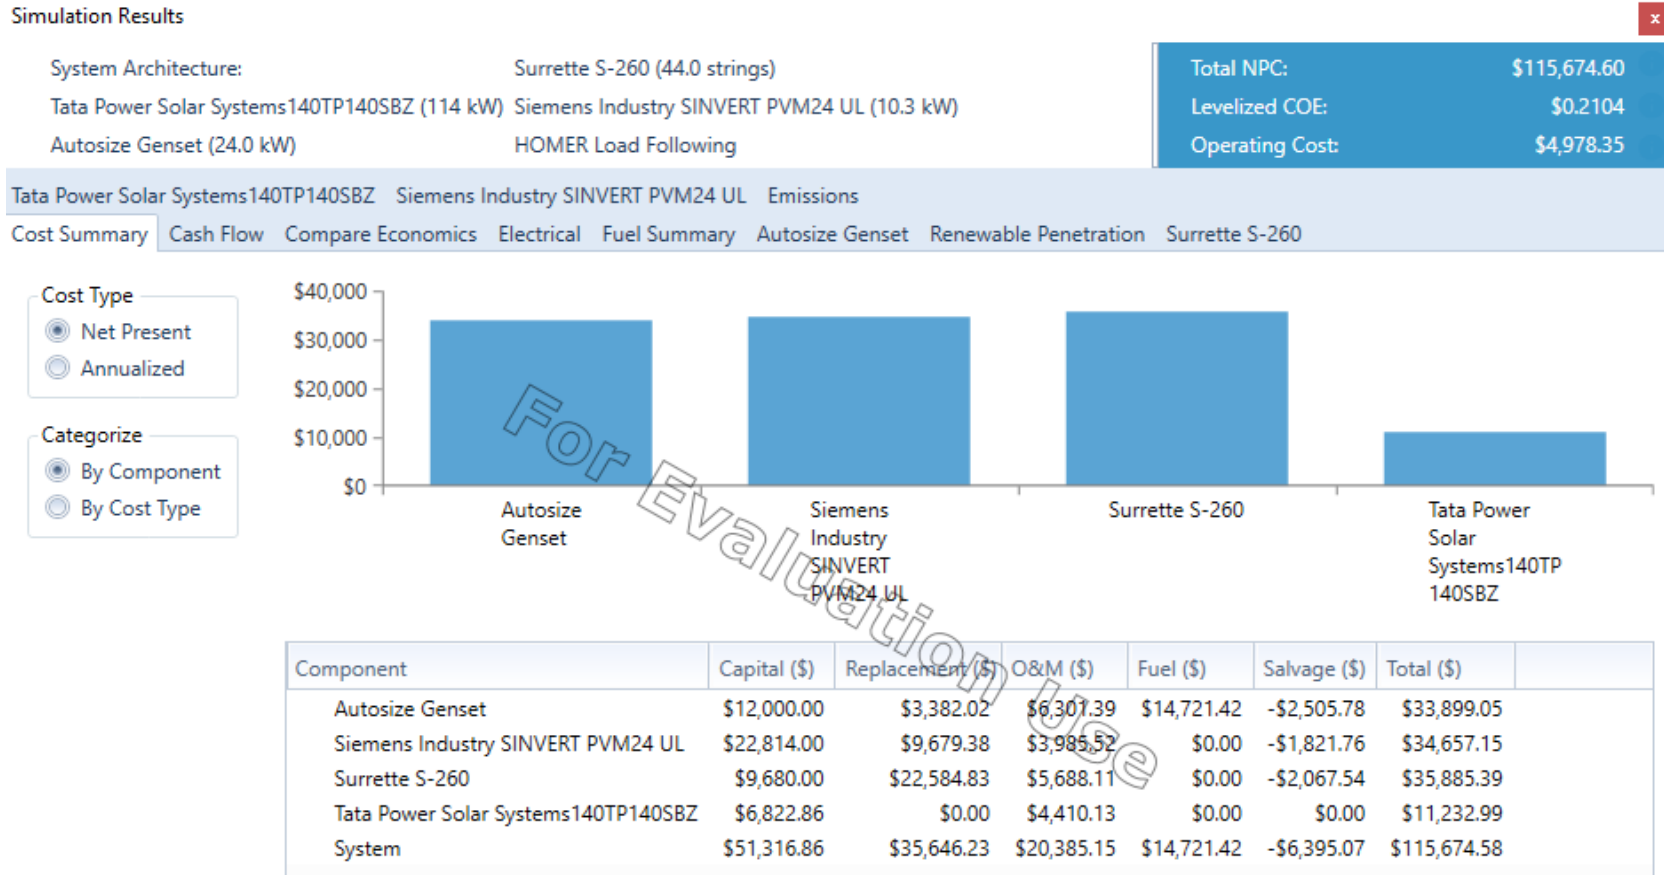 Simulation Results
x
System Architecture: Surrette S-260 (44.0 strings) Total NPC: $115,674.60
Tata Power Solar Systems140TP140SBZ (114 kW) Siemens Industry SINVERT PVM24 UL (10.3 kW) Levelized COE: $0.2104
Autosize Genset (24.0 kW) HOMER Load Following Operating Cost: $4,978.35
Tata Power Solar Systems140TP140SBZ Siemens Industry SINVERT PVM24 UL Emissions
Cost Summary Cash Flow Compare Economics Electrical Fuel Summary Autosize Genset Renewable Penetration Surrette S-260
Cost Type
Net Present
Annualized
Categorize
By Component
By Cost Type
$40,000
$30,000
$20,000
$10,000
$0
Autosize
Genset
Siemens
Industry
SINVERT
PVM24 UL
Surrette S-260
Tata Power
Solar
Systems140TP
140SBZ
For Evaluation Use
Component Capital ($) Replacement ($) O&M ($) Fuel ($) Salvage ($) Total ($)
Autosize Genset $12,000.00 $3,382.02 $6,301.39 $14,721.42 -$2,505.78 $33,899.05
Siemens Industry SINVERT PVM24 UL $22,814.00 $9,679.38 $3,985.52 $0.00 -$1,821.76 $34,657.15
Surrette S-260 $9,680.00 $22,584.83 $5,688.11 $0.00 -$2,067.54 $35,885.39
Tata Power Solar Systems140TP140SBZ $6,822.86 $0.00 $4,410.13 $0.00 $0.00 $11,232.99
System $51,316.86 $35,646.23 $20,385.15 $14,721.42 -$6,395.07 $115,674.58